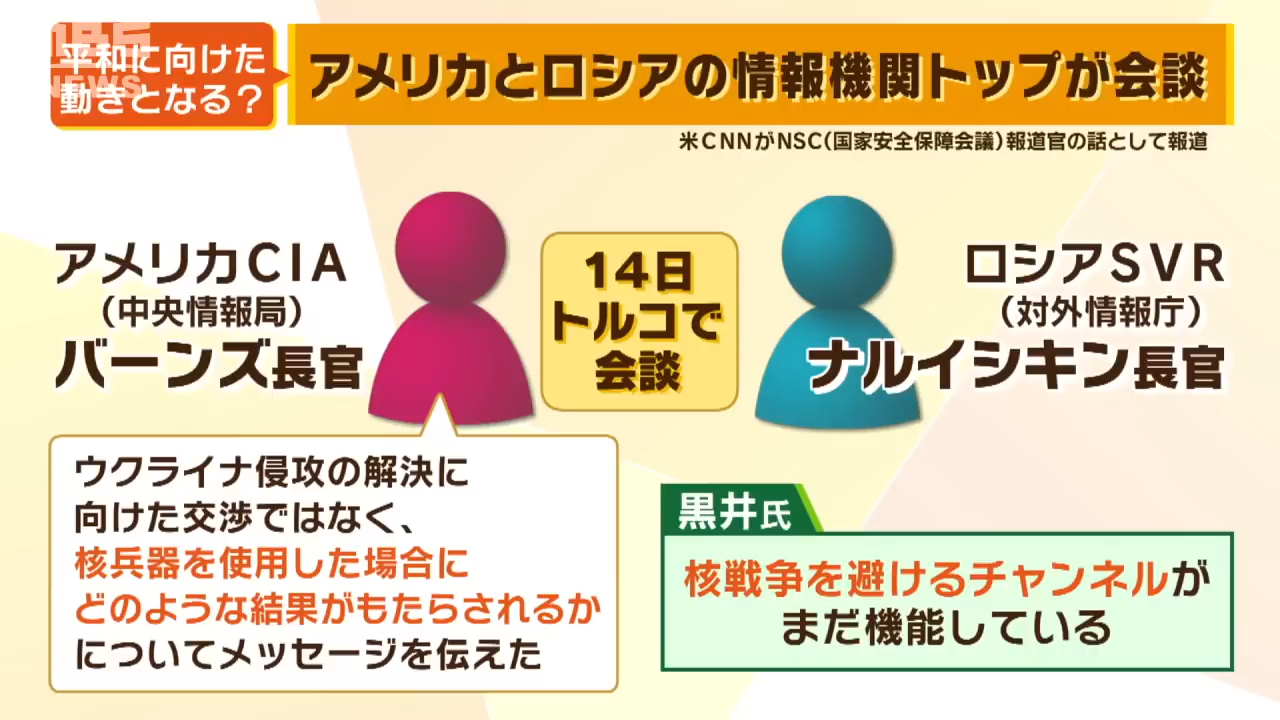 MBS
NEWS
平和に向けた
動きとなる？
アメリカとロシアの情報機関トップが会談
米CNNがNSC(国家安全保障会議)報道官の話として報道
アメリカCIA
(中央情報局)
バーンズ長官
14日
トルコで
会談
ロシアSVR
(対外情報庁)
ナルイシキン長官
ウクライナ侵攻の解決に
向けた交渉ではなく、
核兵器を使用した場合に
どのような結果がもたらされるか
についてメッセージを伝えた
黒井氏
核戦争を避けるチャンネルが
まだ機能している